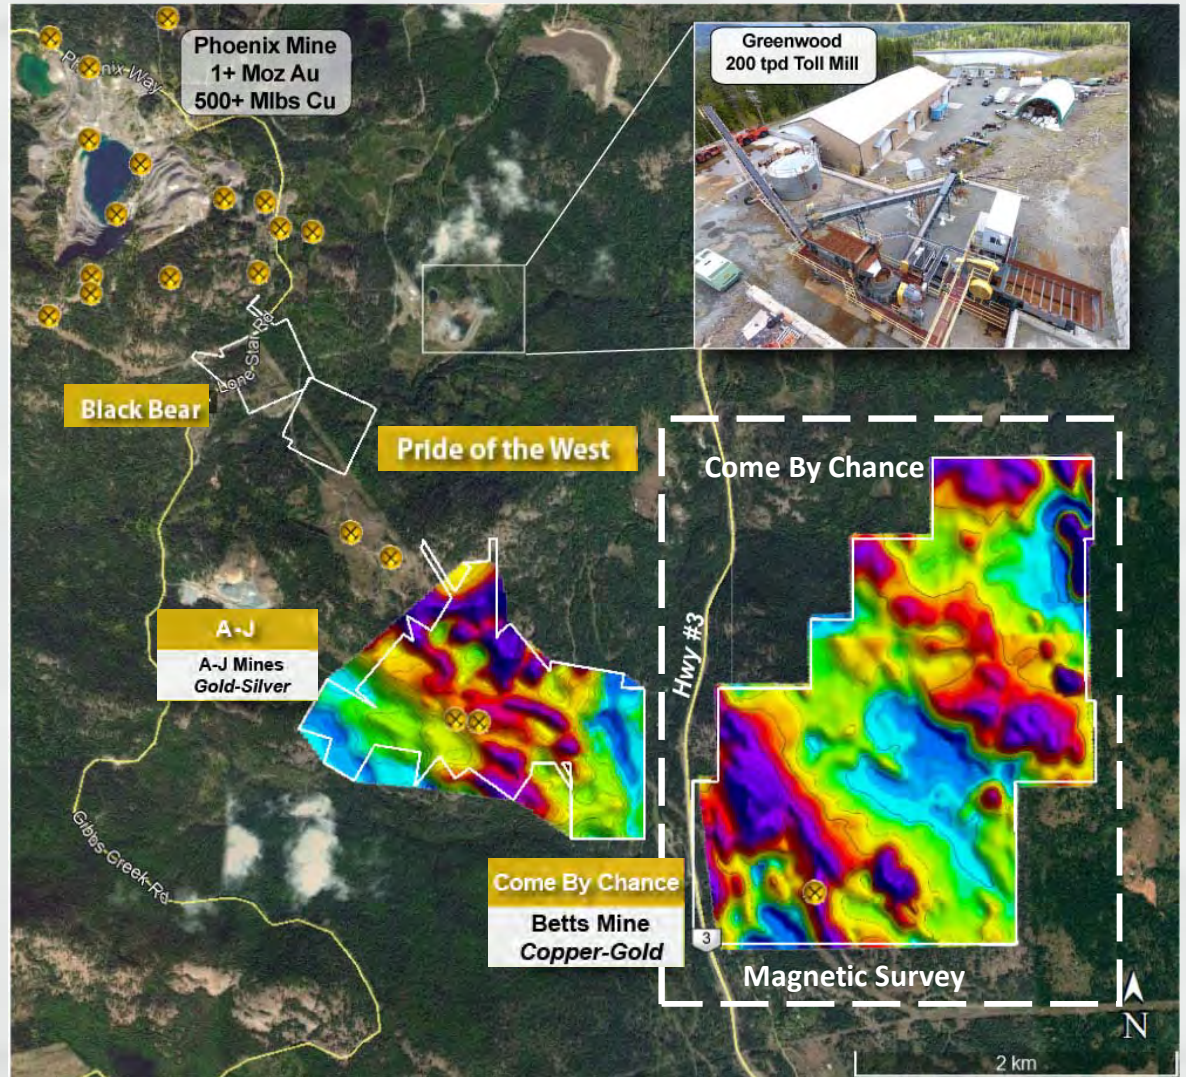 Phoenix Way
Phoenix Mine
1+ Moz Au
500+ Mlbs Cu
Greenwood
200 tpd Toll Mill
Lone Star Rd
Black Bear
Pride of the West
Come By Chance
A-J
A-J Mines
Gold-Silver
Hwy #3
Gibbs Creek Rd
Come By Chance
Betts Mine
Copper-Gold
3
Magnetic Survey
N
2 km